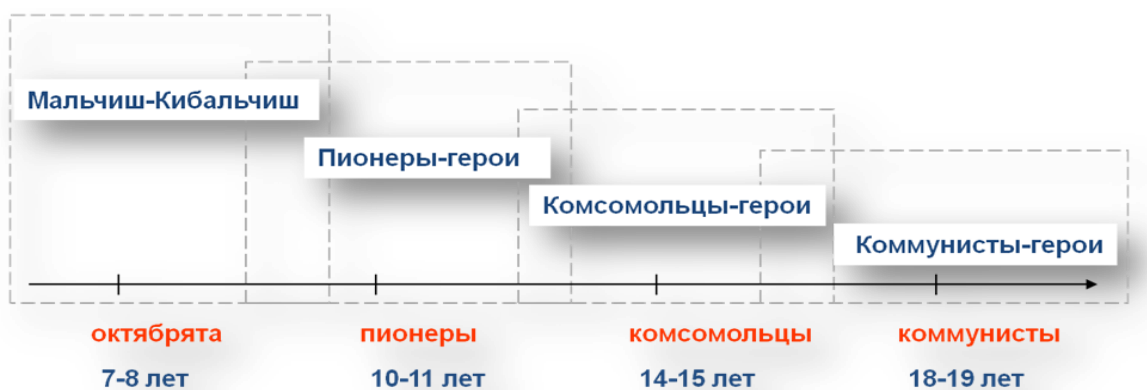 Мальчиш-Кибальчиш
Пионеры-герои
Комсомольцы-герои
Коммунисты-герои
октябрята пионеры комсомольцы коммунисты
7-8 лет 10-11 лет 14-15 лет 18-19 лет